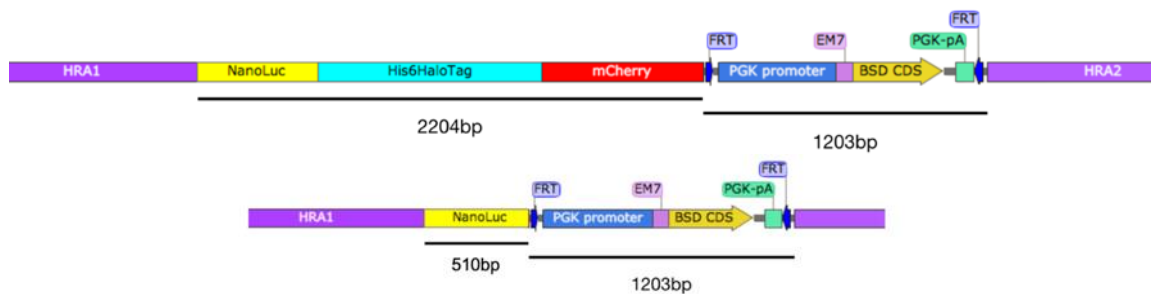 FRT
FRT EM7 PGK-pA
HRA1 NanoLuc His6HaloTag mCherry PGK promoter BSD CDS HRA2
2204bp 1203bp
FRT
FRT EM7 PGK-pA
HRA1 NanoLuc PGK promoter BSD CDS
510bp 1203bp